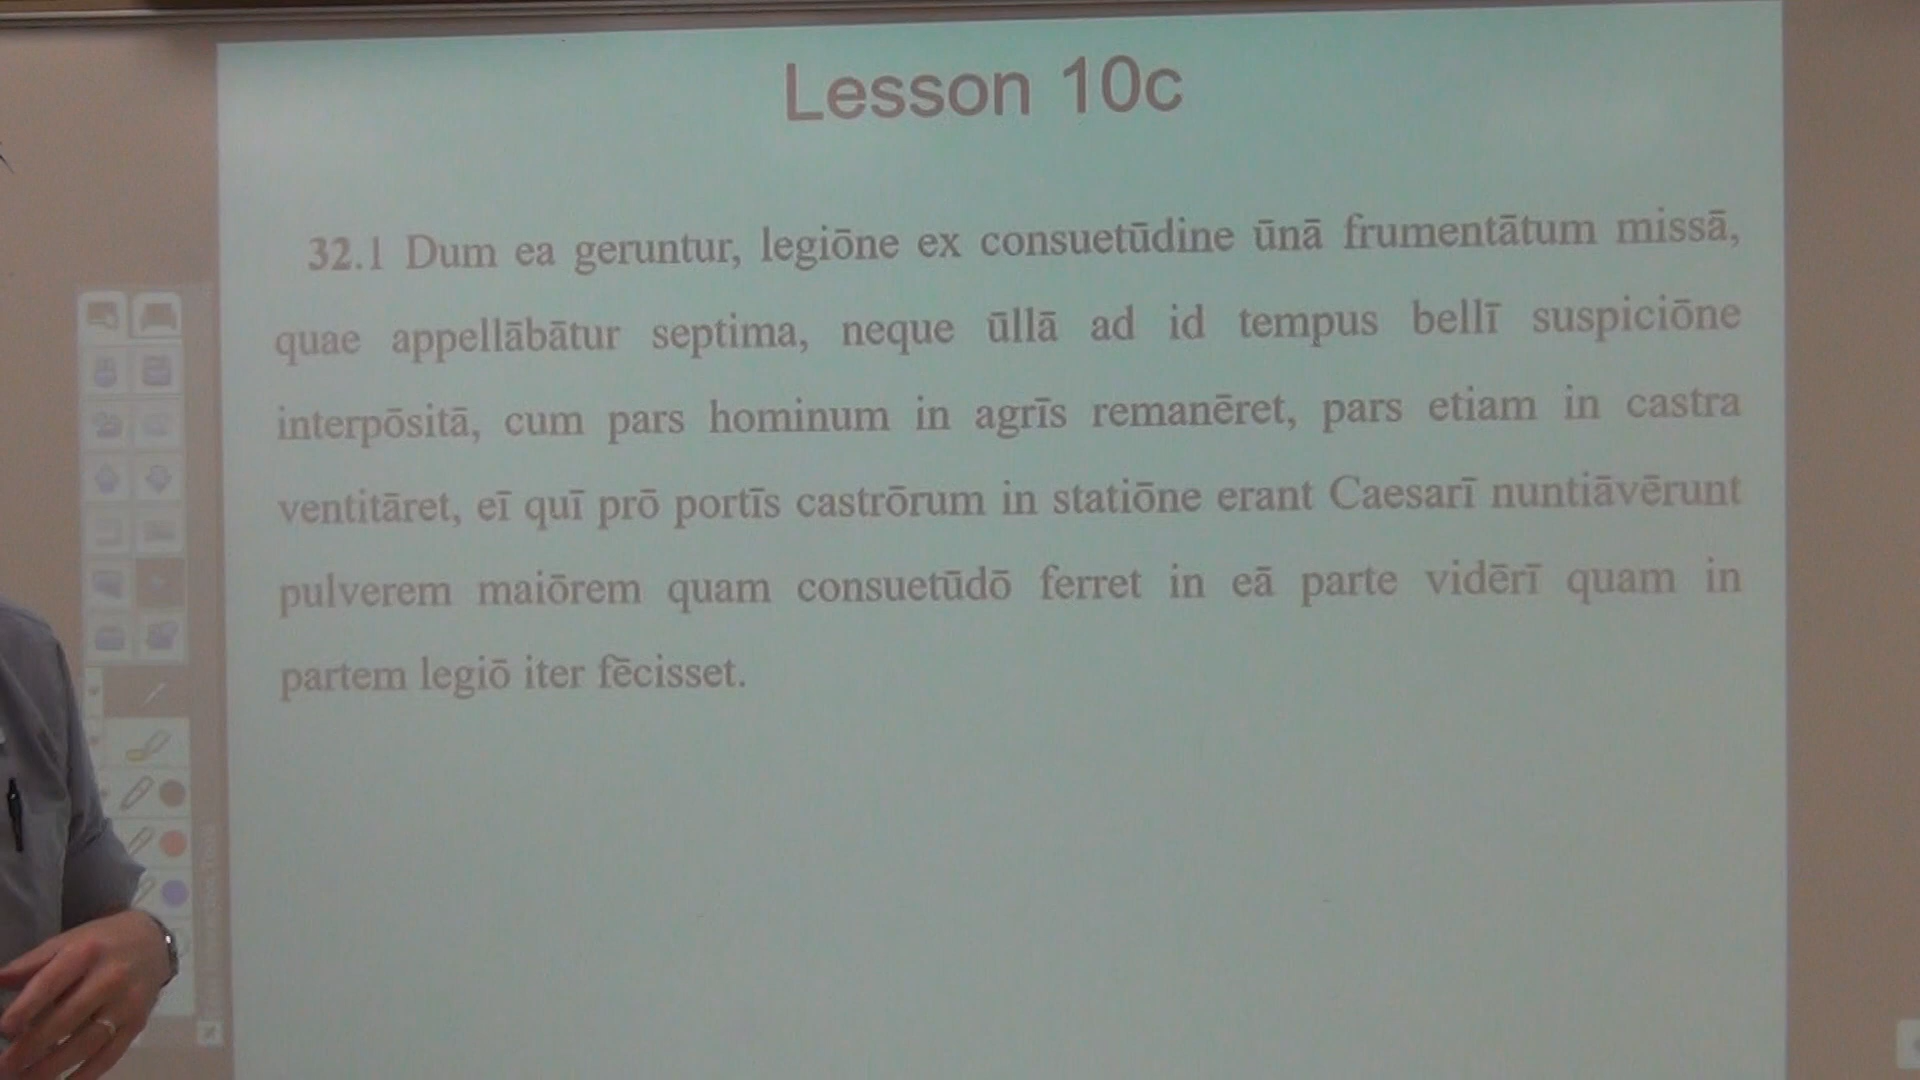 Lesson 10c
32.1 Dum ea geruntur, legiōne ex consuetūdine ūnā frumentātum missā,
quae appellābātur septima, neque ūllā ad id tempus bellī suspiciōne
interpōsitā, cum pars hominum in agrīs remanēret, pars etiam in castra
ventitāret, eī quī prō portīs castrōrum in statiōne erant Caesarī nuntiāvērunt
pulverem maiōrem quam consuetūdō ferret in eā parte vidērī quam in
partem legiō iter fēcisset.